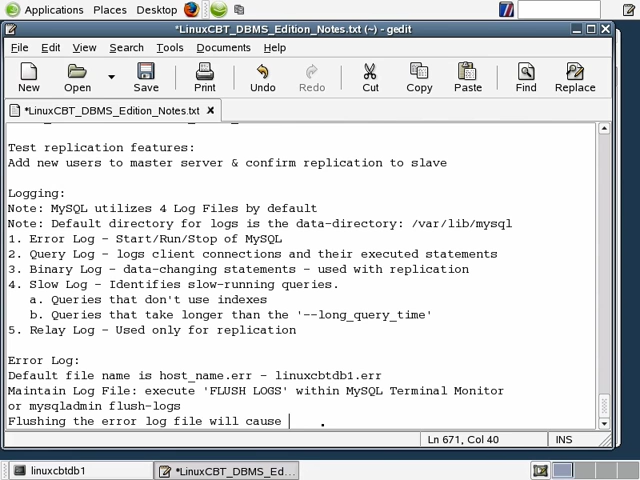 Applications Places Desktop
*LinuxCBT_DBMS_Edition_Notes.txt (~) - gedit
File Edit View Search Tools Documents Help
New Open Save Print Undo Redo Cut Copy Paste Find Replace
*LinuxCBT_DBMS_Edition_Notes.txt x
Test replication features:
Add new users to master server & confirm replication to slave
Logging:
Note: MySQL utilizes 4 Log Files by default
Note: Default directory for logs is the data-directory: /var/lib/mysql
1. Error Log - Start/Run/Stop of MySQL
2. Query Log - logs client connections and their executed statements
3. Binary Log - data-changing statements - used with replication
4. Slow Log - Identifies slow-running queries.
a. Queries that don't use indexes
b. Queries that take longer than the '--long_query_time'
5. Relay Log - Used only for replication
Error Log:
Default file name is host_name.err - linuxcbtdb1.err
Maintain Log File: execute 'FLUSH LOGS' within MySQL Terminal Monitor
or mysqladmin flush-logs
Flushing the error log file will cause
Ln 671, Col 40 INS
linuxcbtdb1 *LinuxCBT_DBMS_Ed...